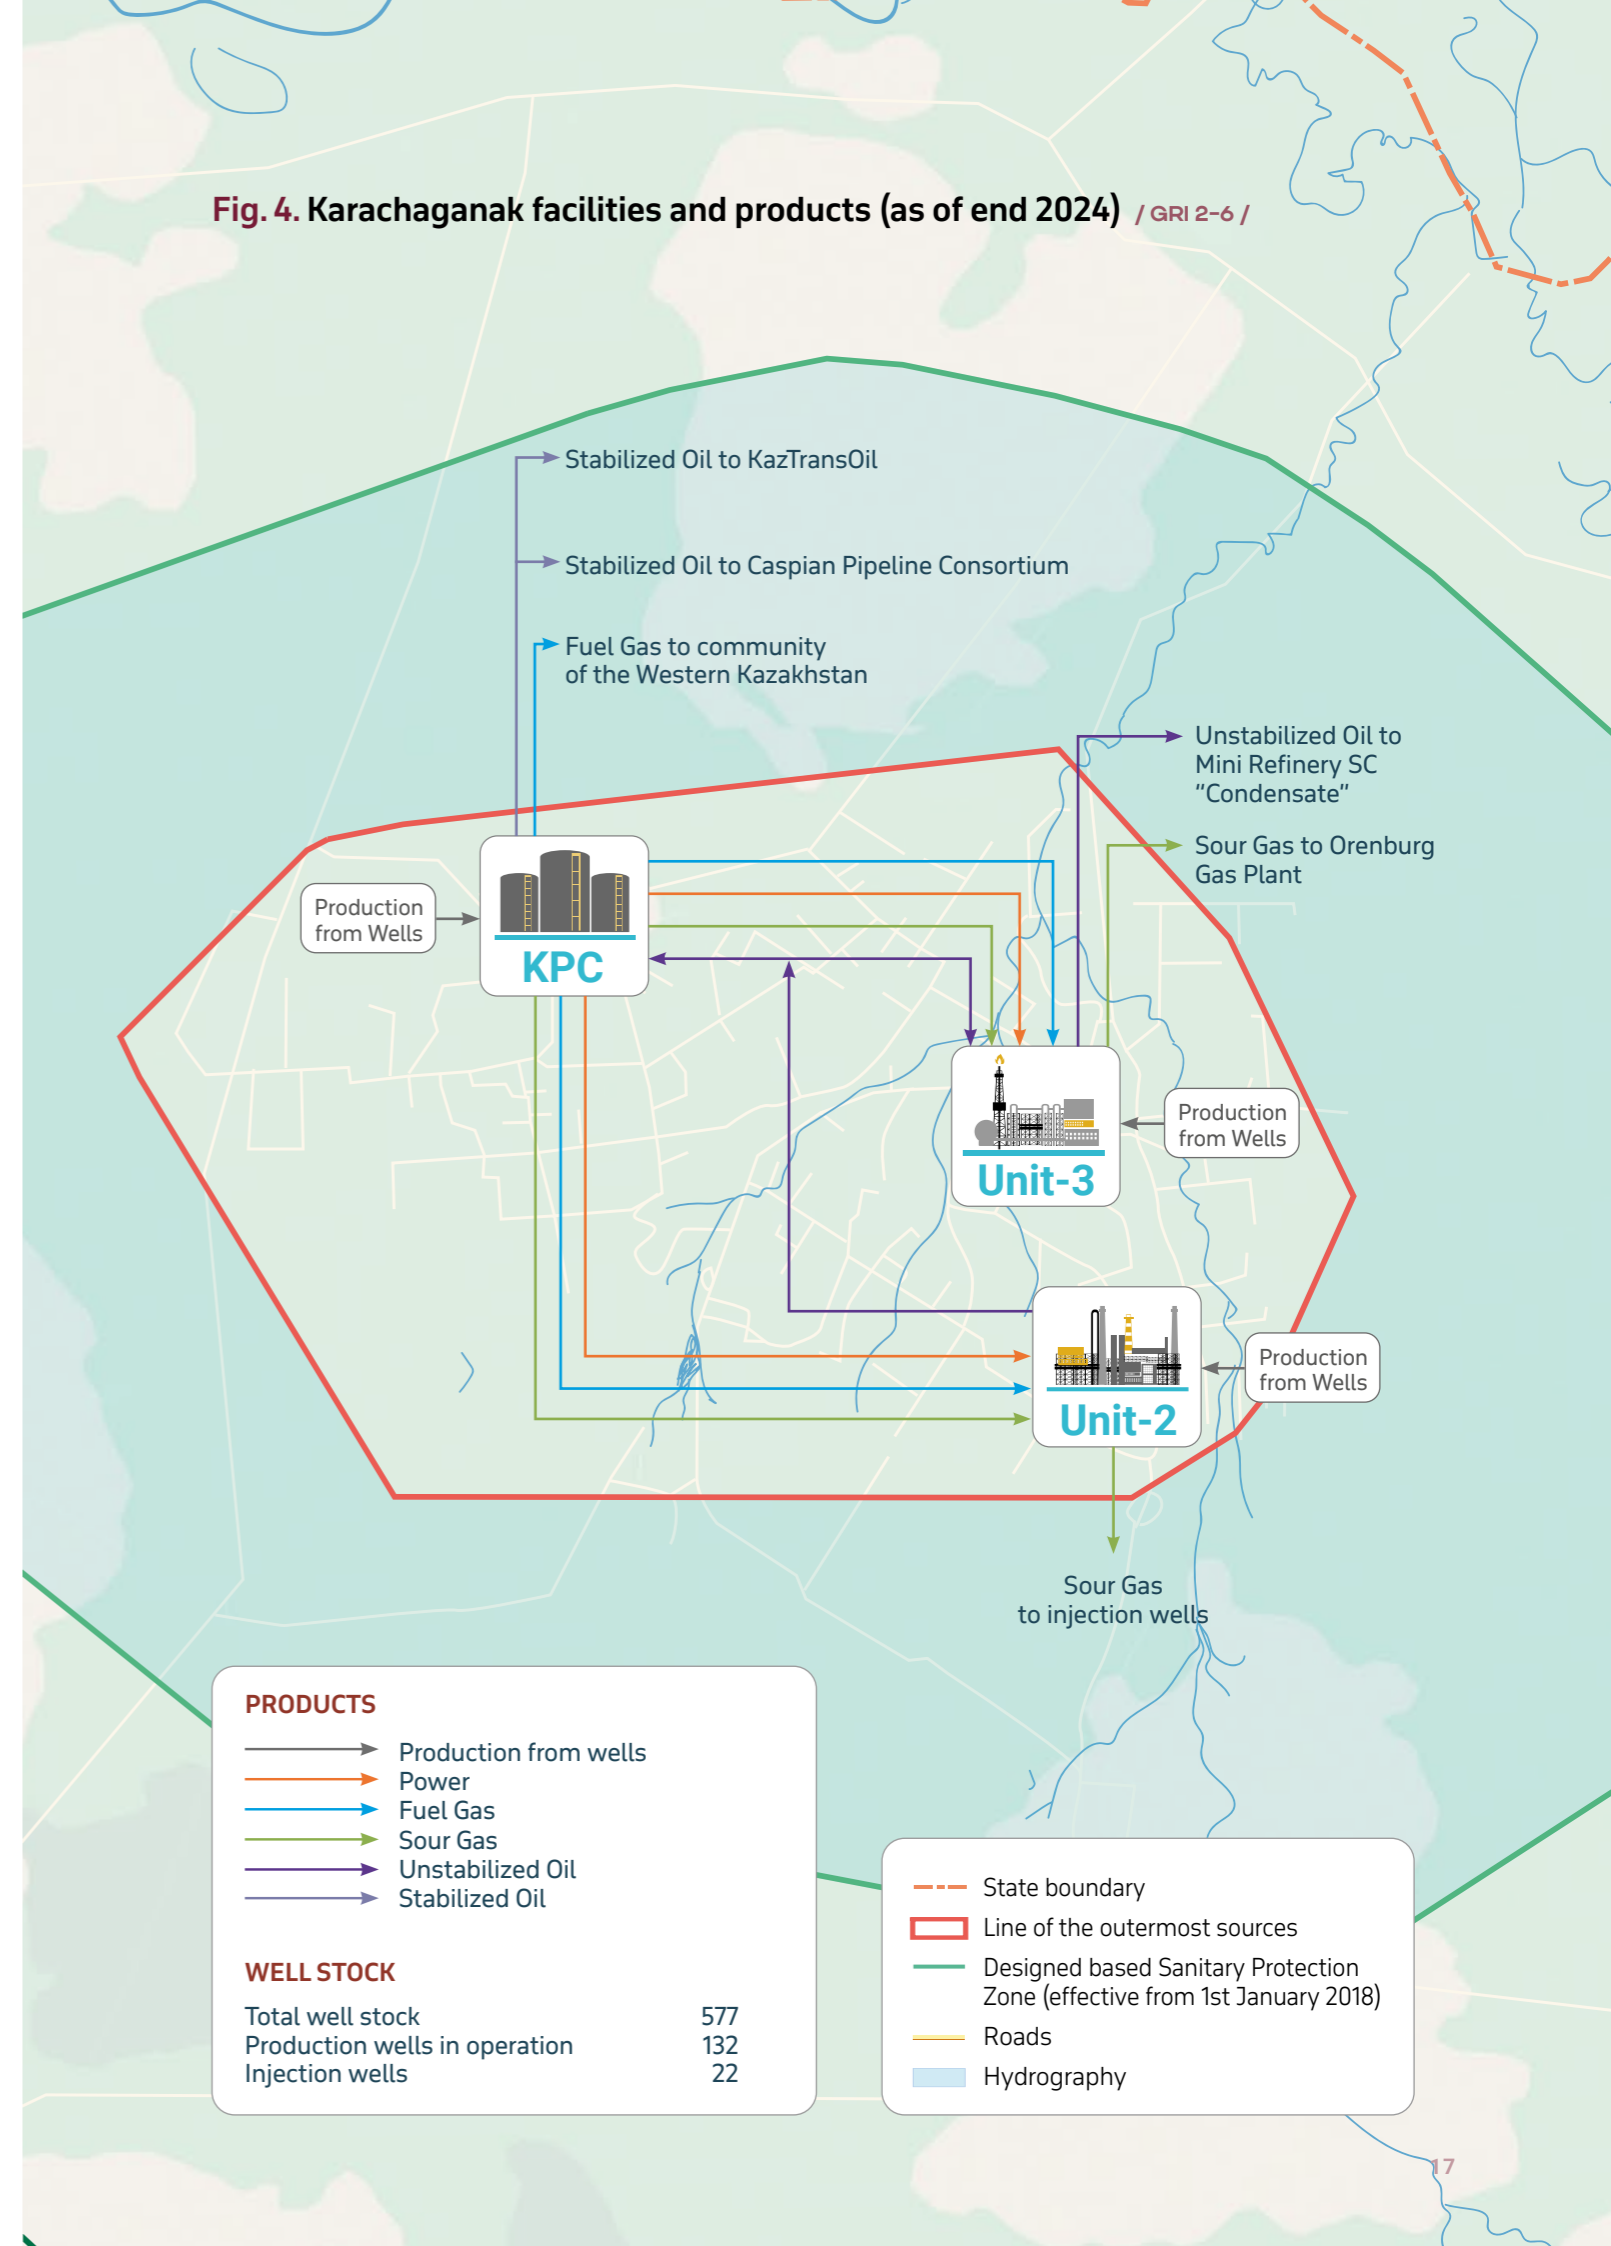 Fig. 4. Karachaganak facilities and products (as of end 2024) / GRI 2-6 /
Stabilized Oil to KazTransOil
Stabilized Oil to Caspian Pipeline Consortium
Fuel Gas to community
of the Western Kazakhstan
Unstabilized Oil to
Mini Refinery SC
"Condensate"
Sour Gas to Orenburg
Gas Plant
Production
from Wells
KPC
Unit-3
Production
from Wells
Unit-2
Production
from Wells
Sour Gas
to injection wells
PRODUCTS
Production from wells
Power
Fuel Gas
Sour Gas
Unstabilized Oil
Stabilized Oil
WELL STOCK
Total well stock 577
Production wells in operation 132
Injection wells 22
State boundary
Line of the outermost sources
Designed based Sanitary Protection
Zone (effective from 1st January 2018)
Roads
Hydrography
17